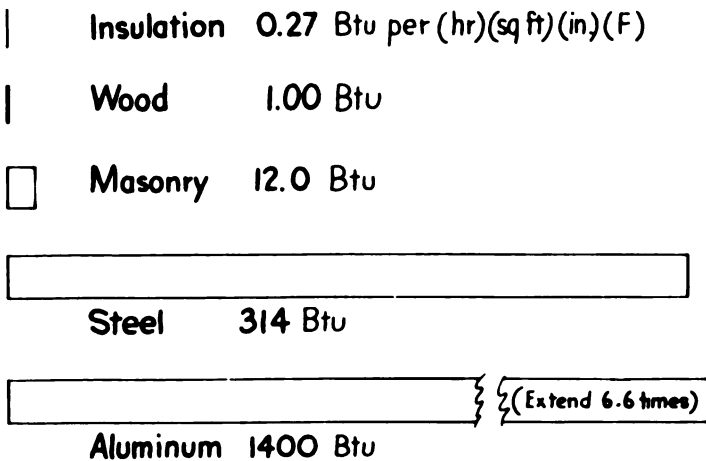 Insulation 0.27 Btu per (hr)(sq ft)(in.)(F)
Wood 1.00 Btu
Masonry 12.0 Btu
Steel 314 Btu
(Extend 6.6 times)
Aluminum 1400 Btu